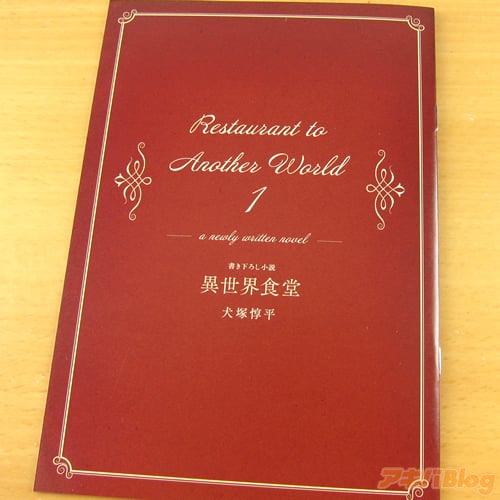 Restaurant to
Another World
1
a newly written novel
書き下ろし小説
異世界食堂
犬塚惇平
アキバBlog